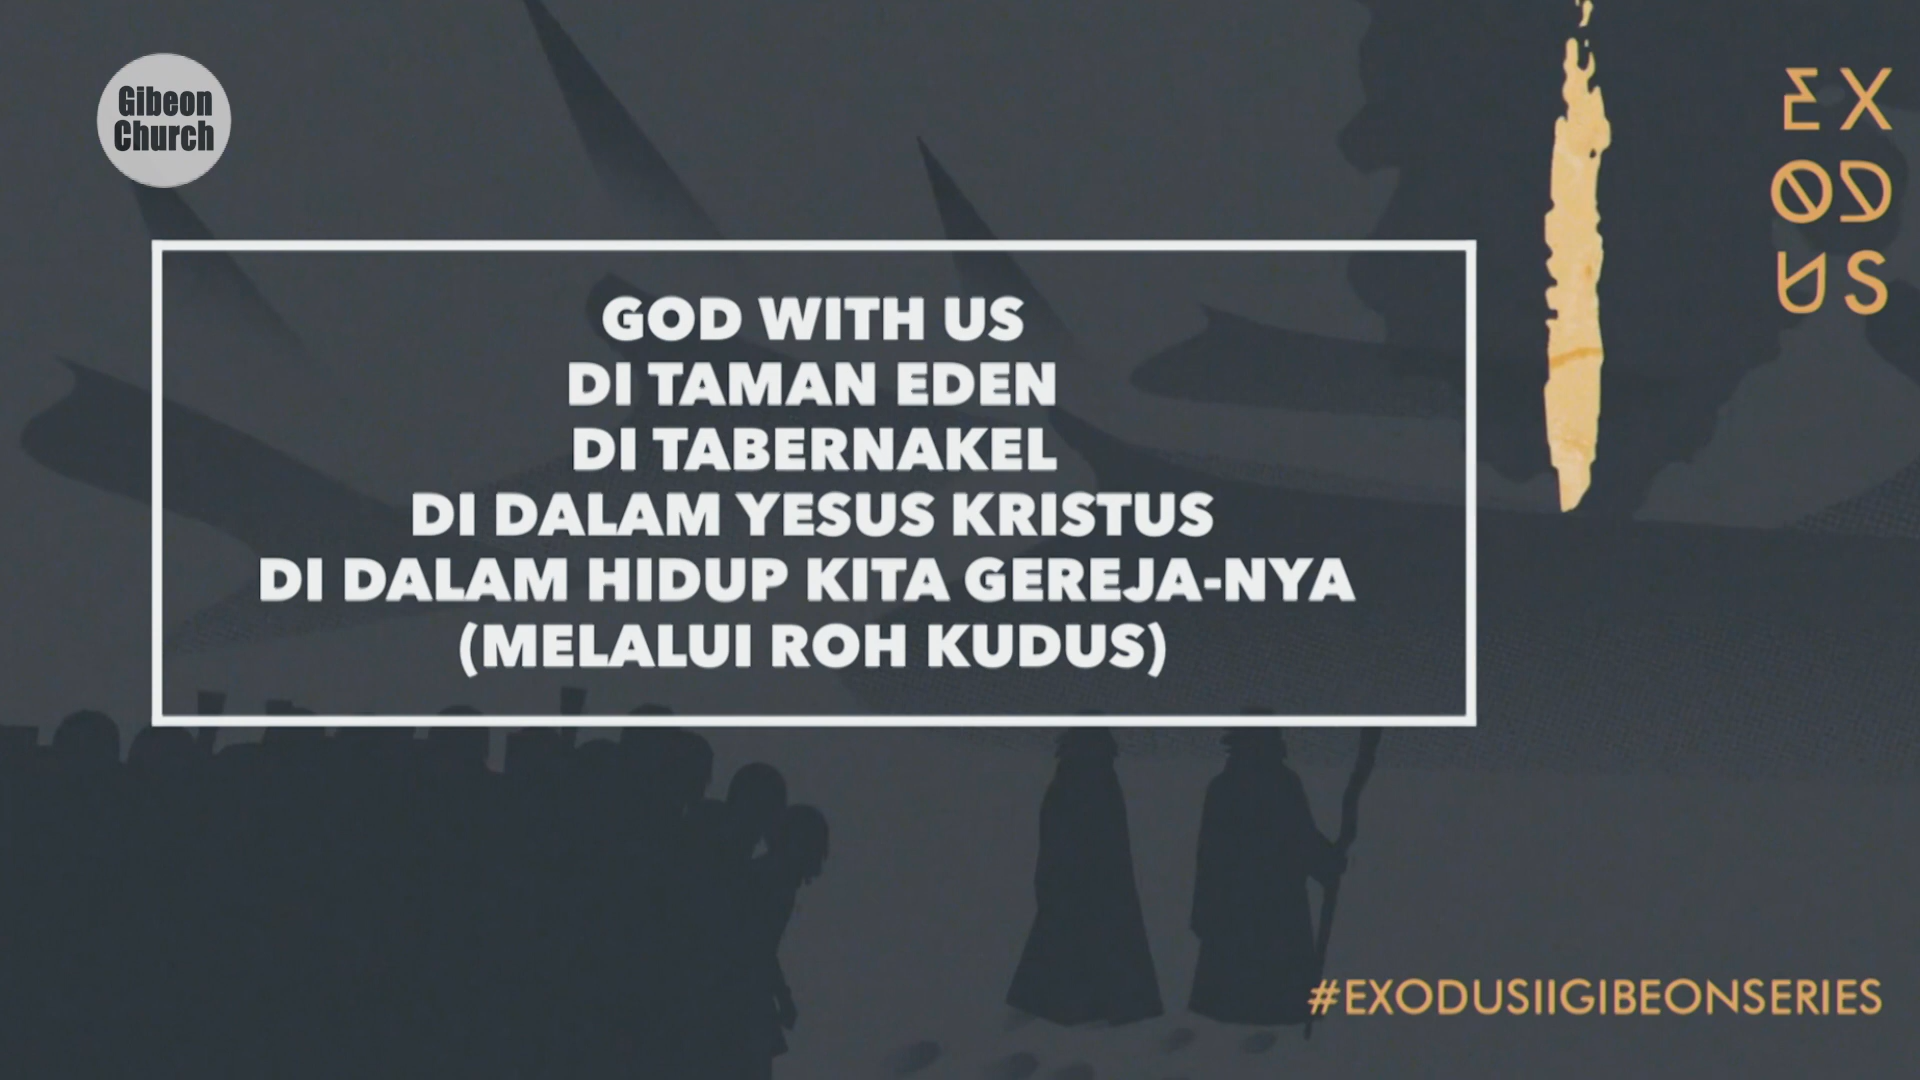 Gibeon
Church
EX
OD
US
GOD WITH US
DI TAMAN EDEN
DI TABERNAKEL
DI DALAM YESUS KRISTUS
DI DALAM HIDUP KITA GEREJA-NYA
(MELALUI ROH KUDUS)
#EXODUSIIGIBEONSERIES